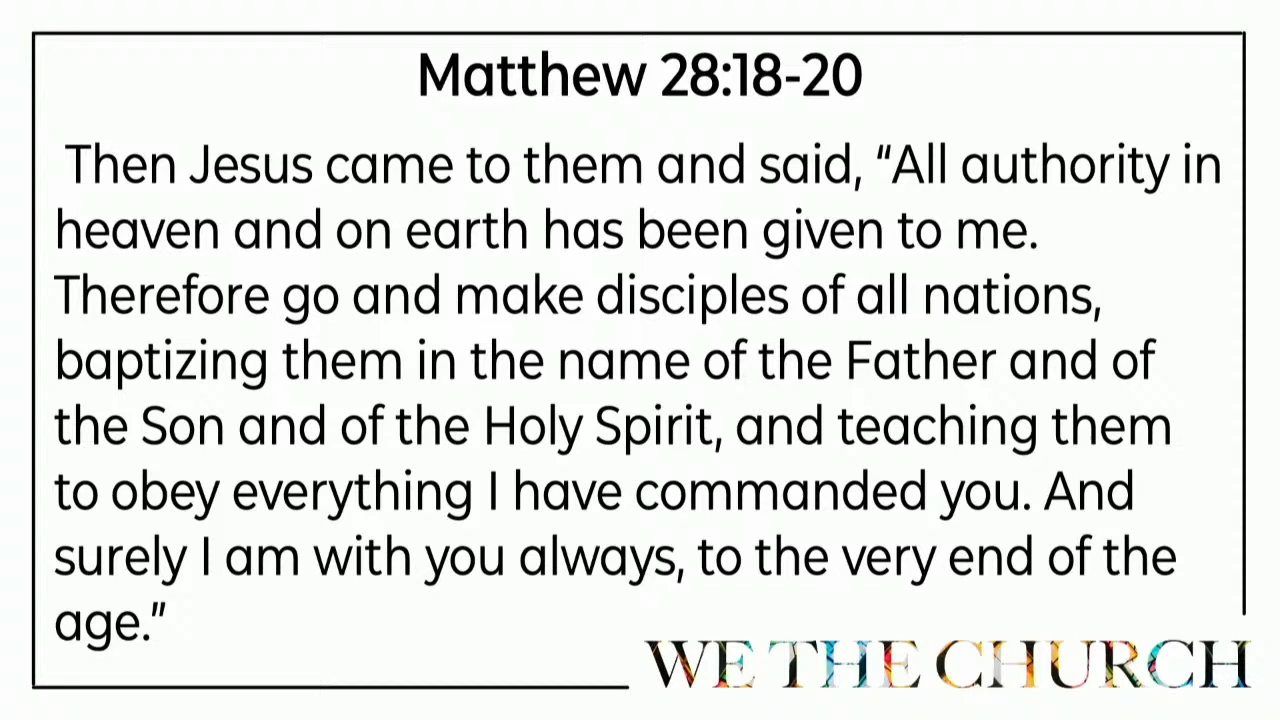 Matthew 28:18-20
Then Jesus came to them and said, “All authority in
heaven and on earth has been given to me.
Therefore go and make disciples of all nations,
baptizing them in the name of the Father and of
the Son and of the Holy Spirit, and teaching them
to obey everything I have commanded you. And
surely I am with you always, to the very end of the
age.”
WE THE CHURCH